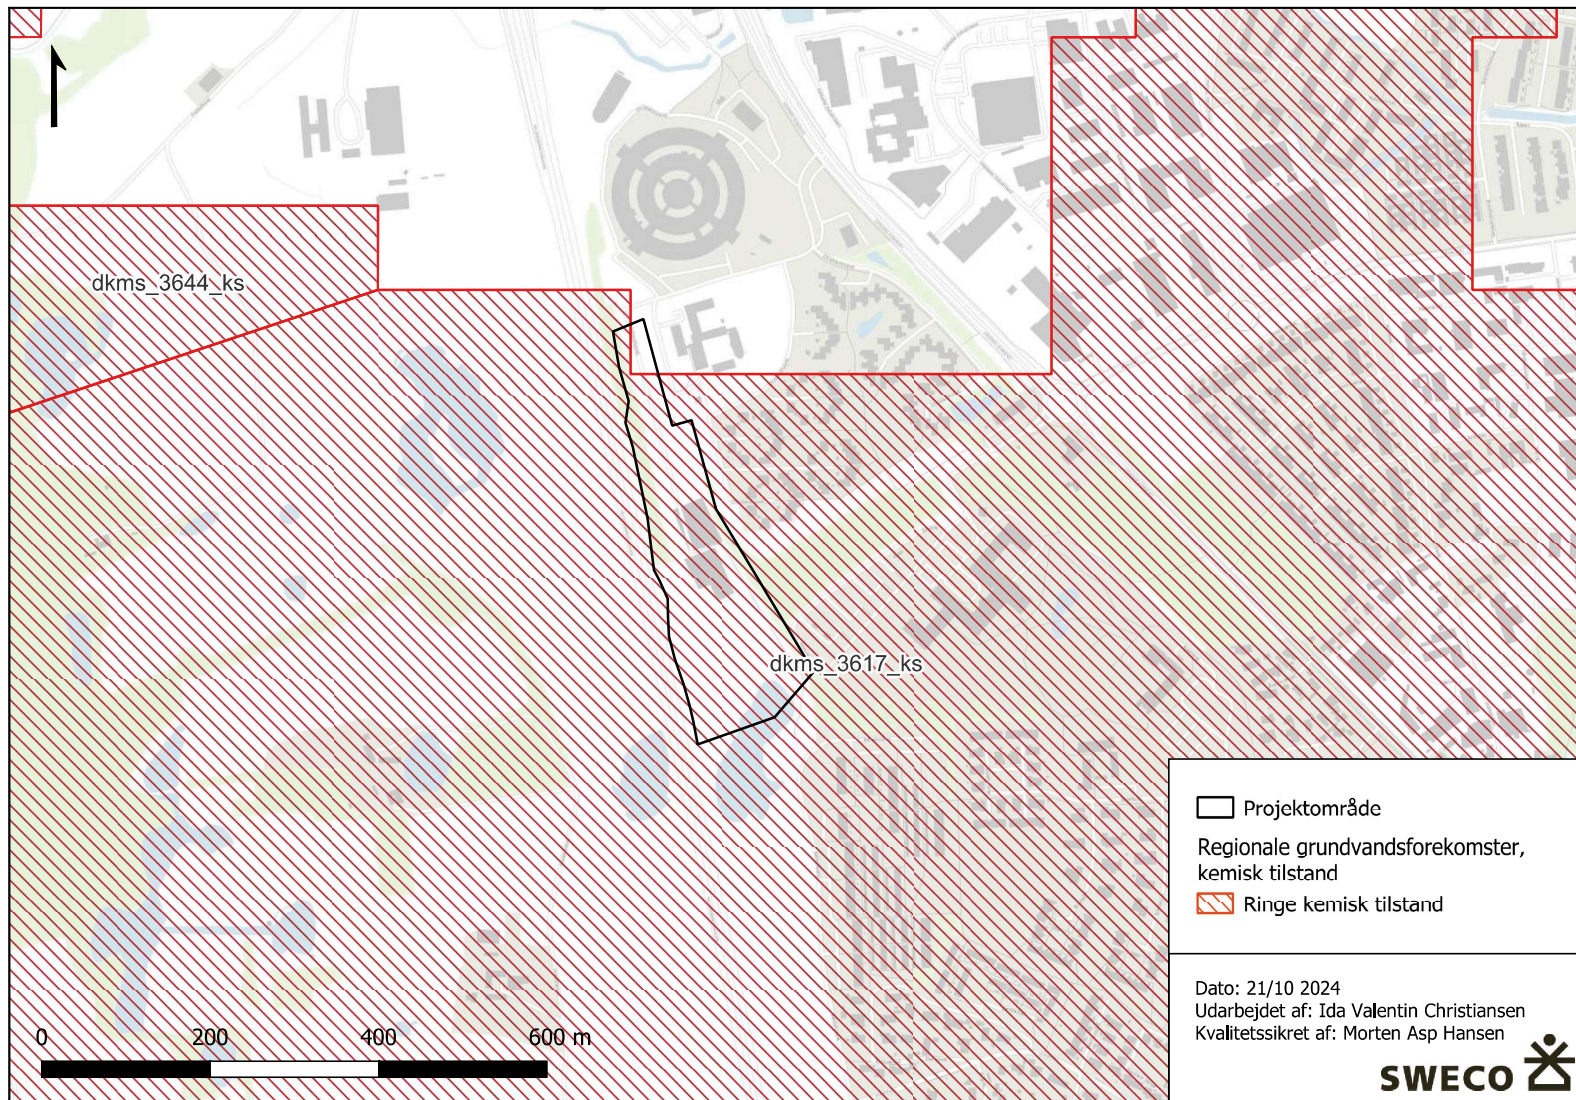 dkms_3644_ks
dkms_3617_ks
Projektområde
Regionale grundvandsforekomster,
kemisk tilstand
Ringe kemisk tilstand
Dato: 21/10 2024
Udarbejdet af: Ida Valentin Christiansen
Kvalitetssikret af: Morten Asp Hansen
SWECO
0 200 400 600 m